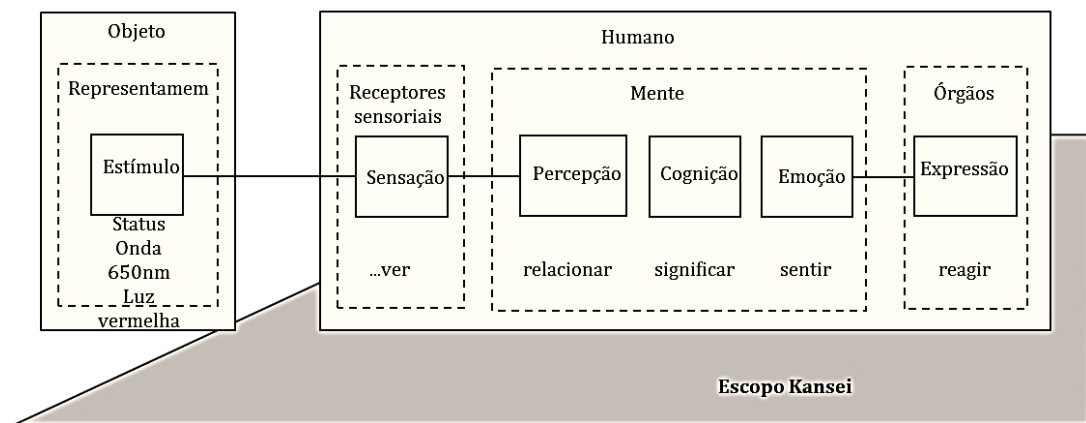 Objeto
Representamem
Estímulo
Status
Onda
650nm
Luz
vermelha
Humano
Receptores
sensoriais
Sensação
...ver
Mente
Percepção
Cognição
Emoção
relacionar
significar
sentir
Órgãos
Expressão
reagir
Escopo Kansei